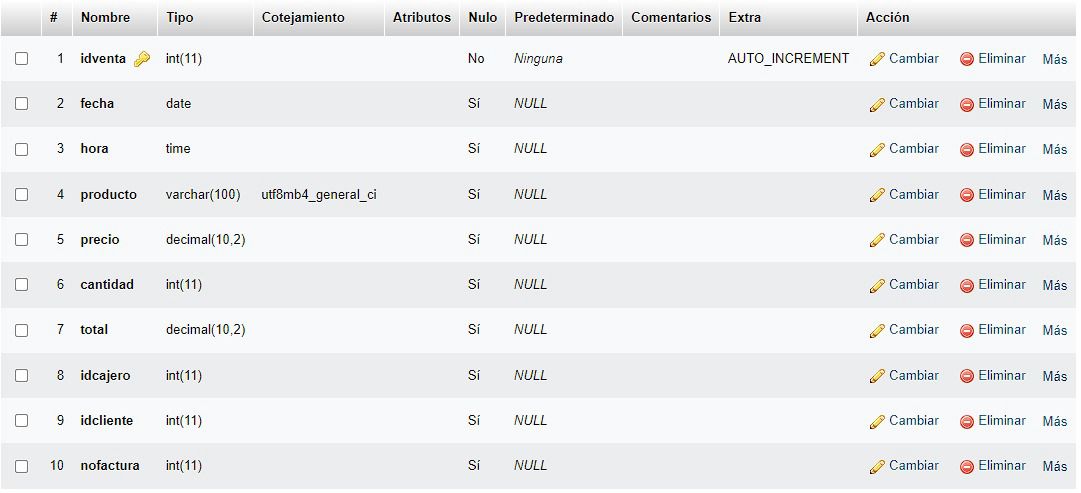 # Nombre Tipo Cotejamiento Atributos Nulo Predeterminado Comentarios Extra Acción
1 idventa int(11) No Ninguna AUTO_INCREMENT Cambiar Eliminar Más
2 fecha date Sí NULL Cambiar Eliminar Más
3 hora time Sí NULL Cambiar Eliminar Más
4 producto varchar(100) utf8mb4_general_ci Sí NULL Cambiar Eliminar Más
5 precio decimal(10,2) Sí NULL Cambiar Eliminar Más
6 cantidad int(11) Sí NULL Cambiar Eliminar Más
7 total decimal(10,2) Sí NULL Cambiar Eliminar Más
8 idcajero int(11) Sí NULL Cambiar Eliminar Más
9 idcliente int(11) Sí NULL Cambiar Eliminar Más
10 nofactura int(11) Sí NULL Cambiar Eliminar Más